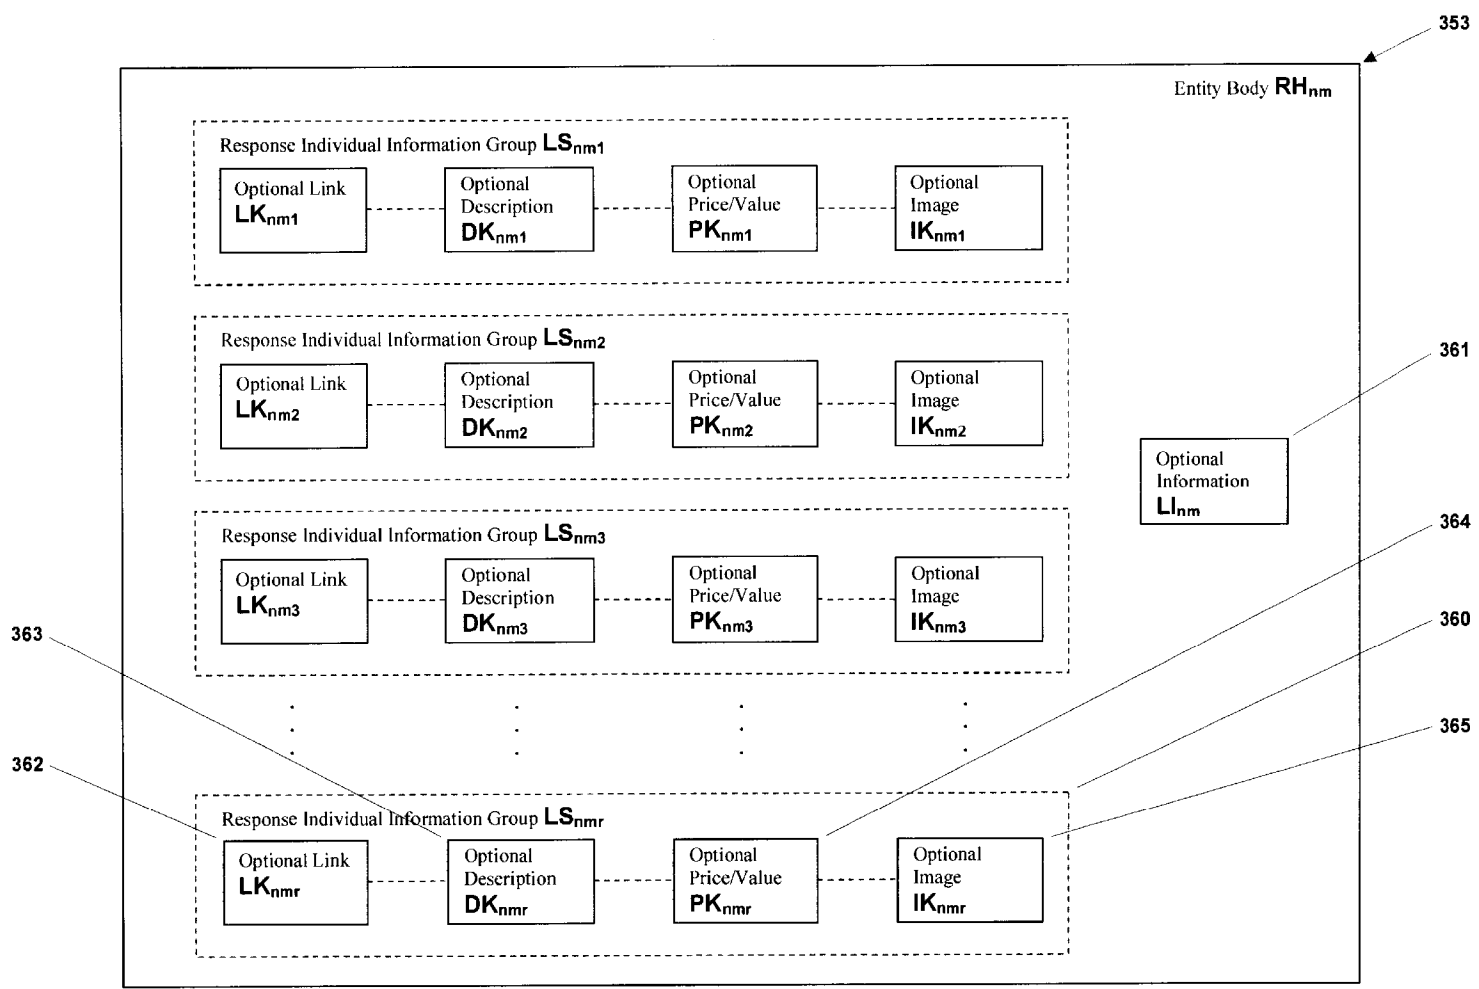 353
Entity Body RHnm
Response Individual Information Group LSnm1
Optional Link
LKnm1
Optional
Description
DKnm1
Optional
Price/Value
PKnm1
Optional
Image
IKnm1
Response Individual Information Group LSnm2
Optional Link
LKnm2
Optional
Description
DKnm2
Optional
Price/Value
PKnm2
Optional
Image
IKnm2
361
Optional
Information
LInm
Response Individual Information Group LSnm3
Optional Link
LKnm3
Optional
Description
DKnm3
Optional
Price/Value
PKnm3
Optional
Image
IKnm3
364
360
363
365
362
Response Individual Information Group LSnmr
Optional Link
LKnmr
Optional
Description
DKnmr
Optional
Price/Value
PKnmr
Optional
Image
IKnmr